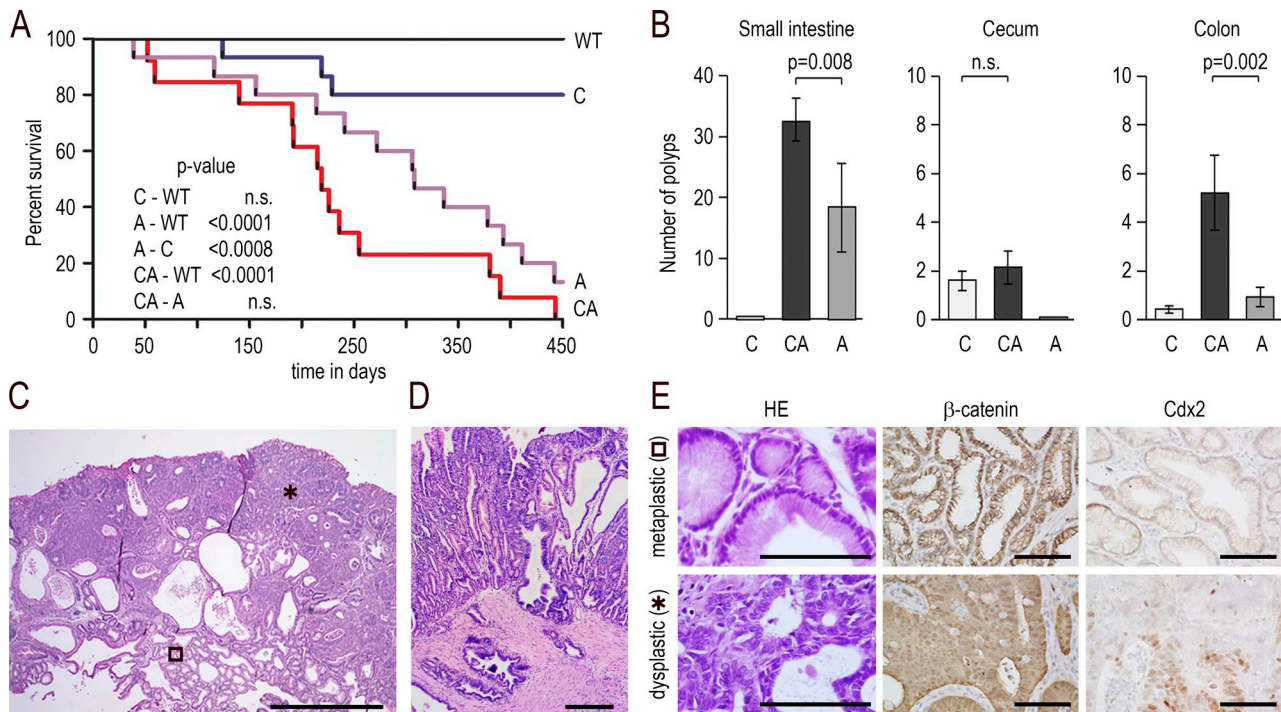 A
100
80
60
40
20
0
Percent survival
0
50
150
250
350
450
time in days
WT
C
A
CA
p-value
C - WT n.s.
A - WT <0.0001
A - C <0.0008
CA - WT <0.0001
CA - A n.s.
B
Number of polyps
Small intestine
p=0.008
40
30
20
10
0
C CA A
Cecum
n.s.
10
8
6
4
2
0
C CA A
Colon
p=0.002
10
8
6
4
2
0
C CA A
C
*
D
E
HE β-catenin Cdx2
metaplastic (□)
dysplastic (*)